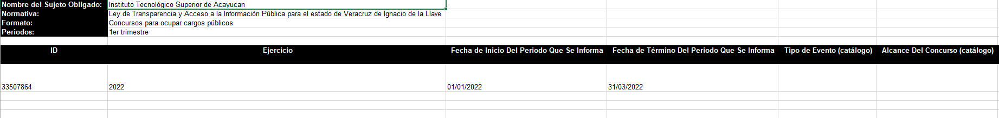 Nombre del Sujeto Obligado: Instituto Tecnológico Superior de Acayucan
Normativa: Ley de Transparencia y Acceso a la Información Pública para el estado de Veracruz de Ignacio de la Llave
Formato: Concursos para ocupar cargos públicos
Periodos: 1er trimestre
ID Ejercicio Fecha de Inicio Del Periodo Que Se Informa Fecha de Término Del Periodo Que Se Informa Tipo de Evento (catálogo) Alcance Del Concurso (catálogo)
33507864 2022 01/01/2022 31/03/2022